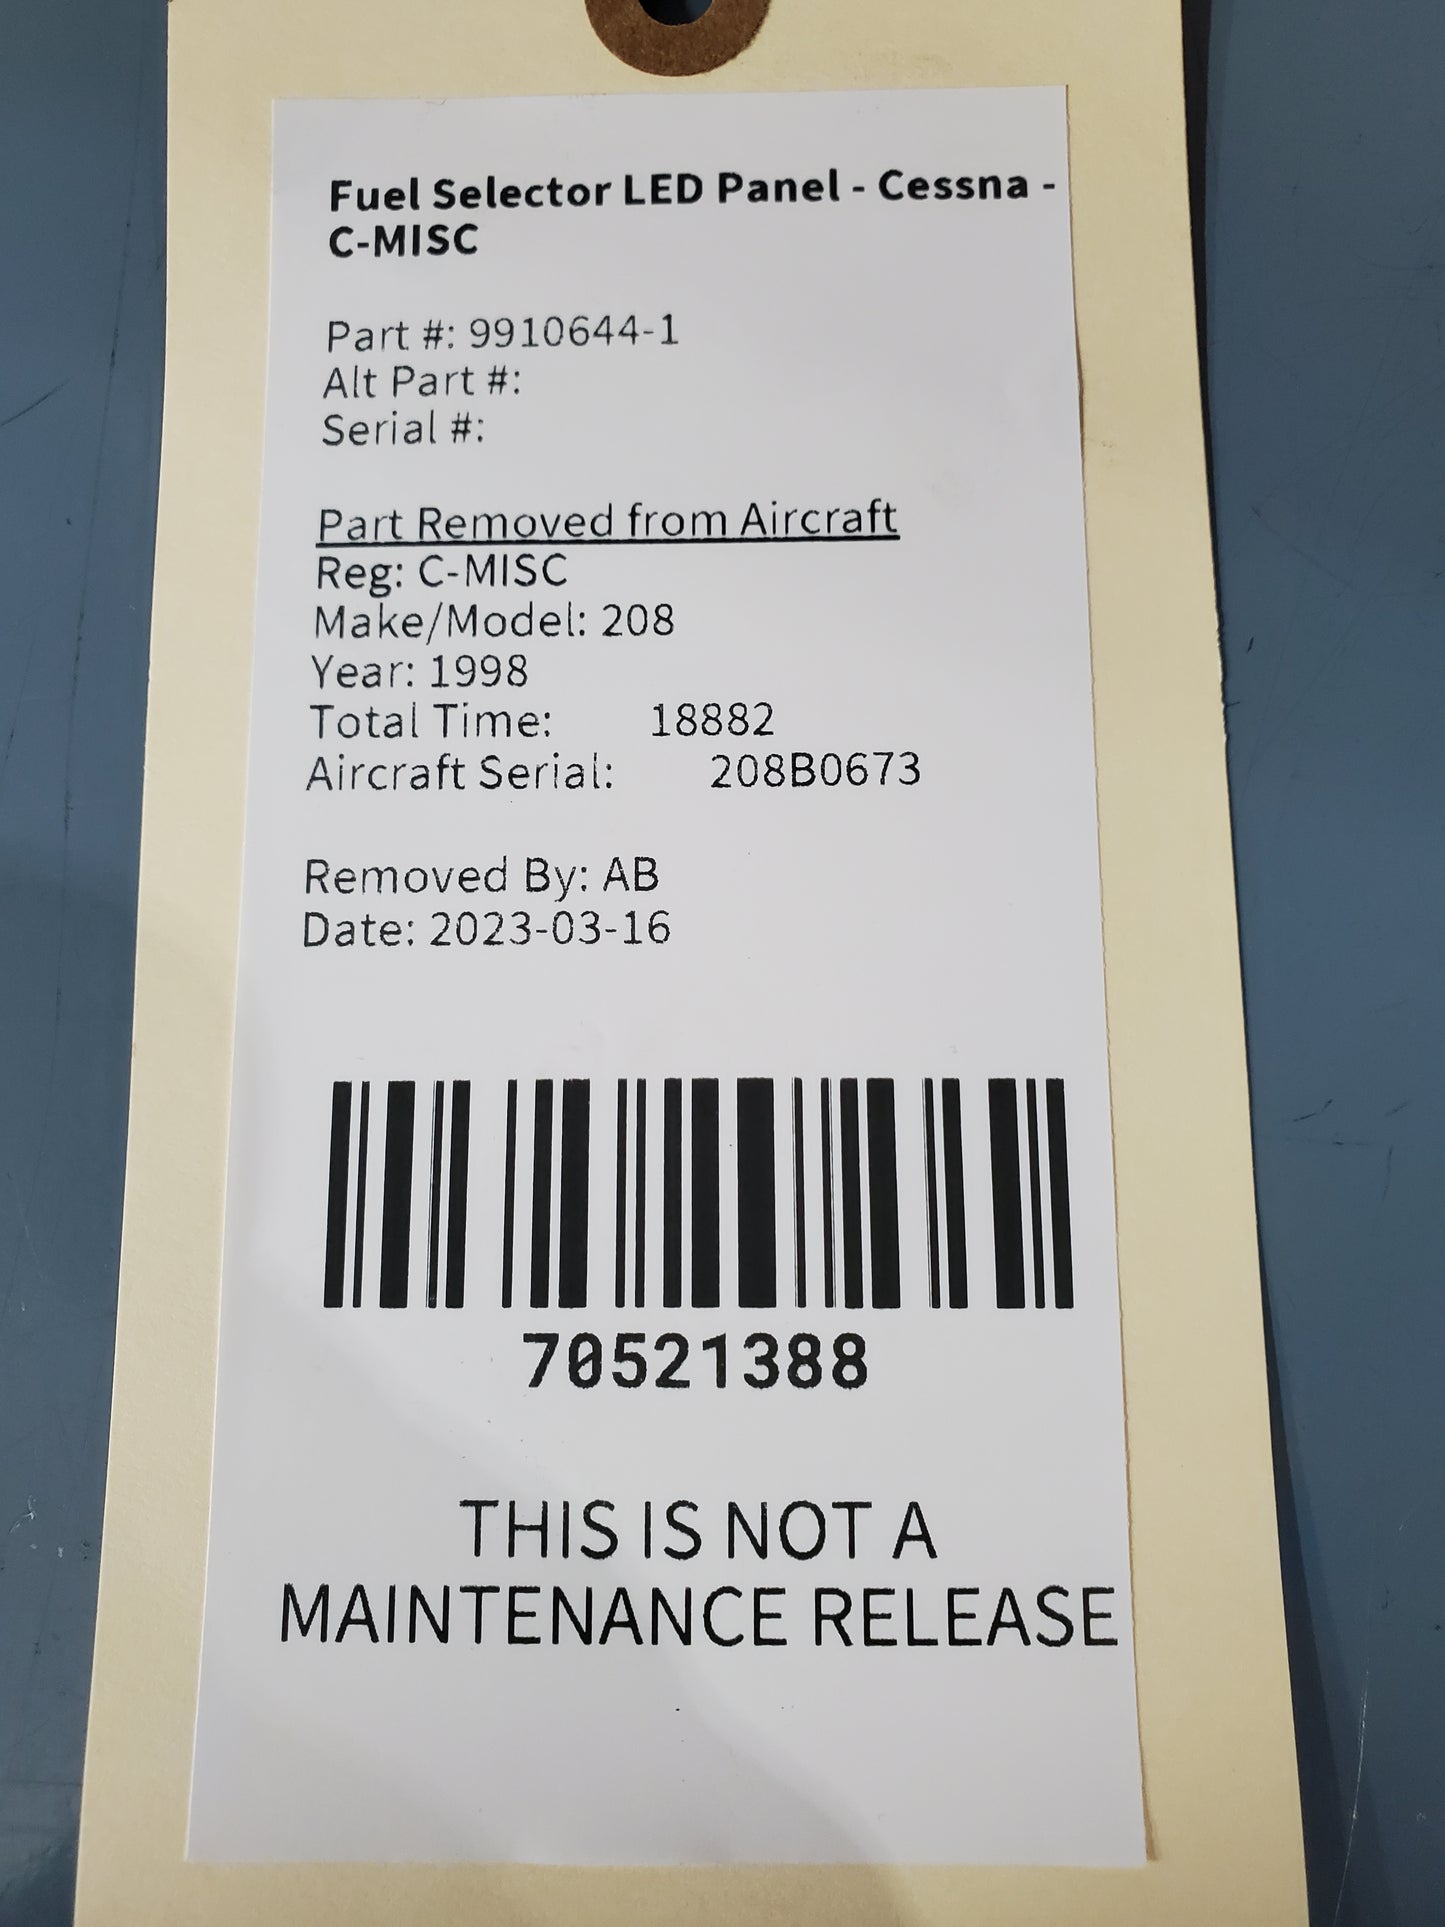 Fuel Selector LED Panel - Cessna -
C-MISC
Part #: 9910644-1
Alt Part #:
Serial #:
Part Removed from Aircraft
Reg: C-MISC
Make/Model: 208
Year: 1998
Total Time: 18882
Aircraft Serial: 208B0673
Removed By: AB
Date: 2023-03-16
70521388
THIS IS NOT A
MAINTENANCE RELEASE